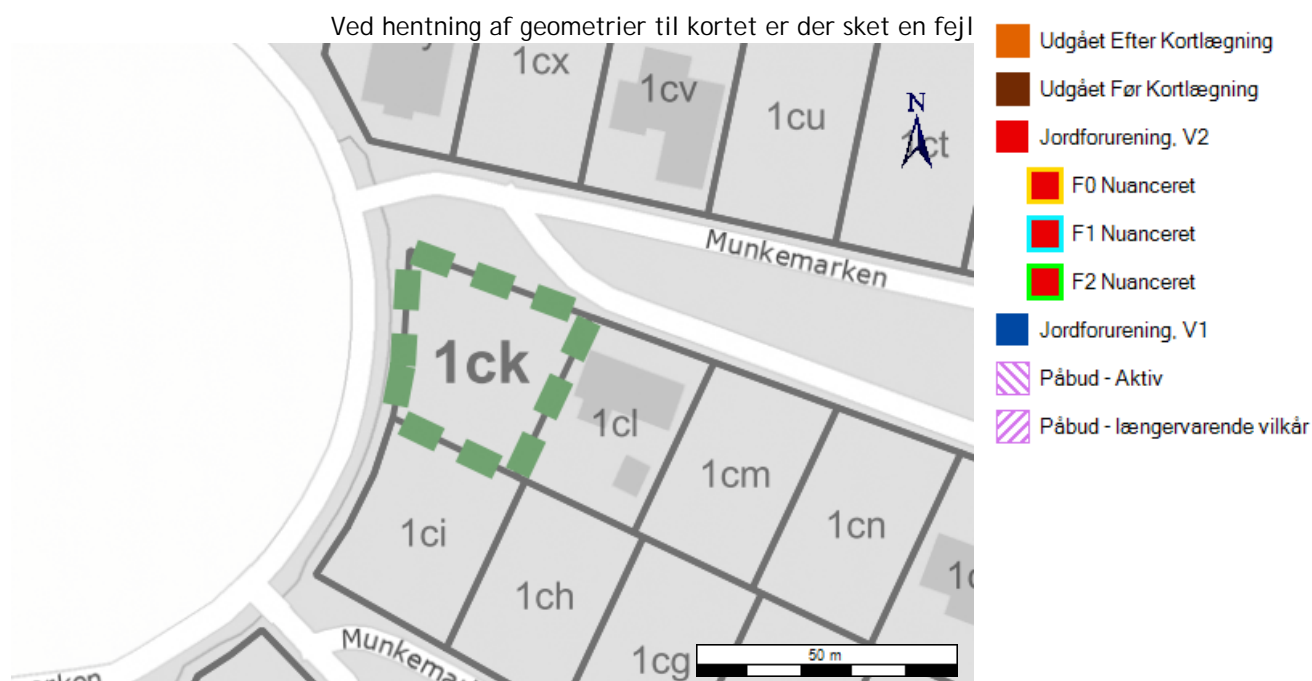 Ved hentning af geometrier til kortet er der sket en fejl
1cx
1cv
1cu
1ct
N
Munkemarken
1ck
1cl
1cm
1cn
1ci
1ch
1cg
Munkemar
50 m
Udgået Efter Kortlægning
Udgået Før Kortlægning
Jordforurening, V2
F0 Nuanceret
F1 Nuanceret
F2 Nuanceret
Jordforurening, V1
Påbud - Aktiv
Påbud - længervarende vilkår